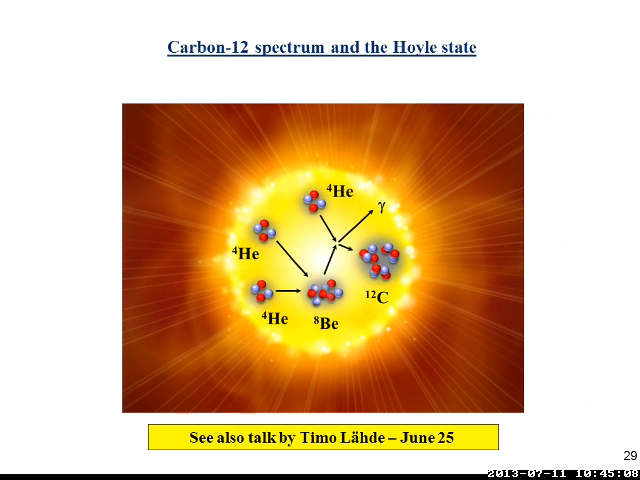 Carbon-12 spectrum and the Hoyle state
⁴He
γ
⁴He
¹²C
⁴He
⁸Be
See also talk by Timo Lähde – June 25
29
2013-07-11 10:45:08